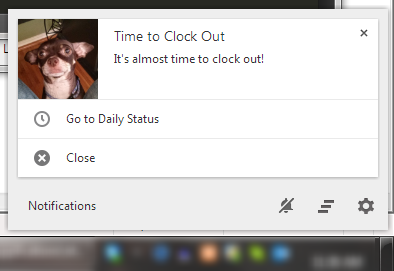 Time to Clock Out
It's almost time to clock out!
Go to Daily Status
Close
Notifications